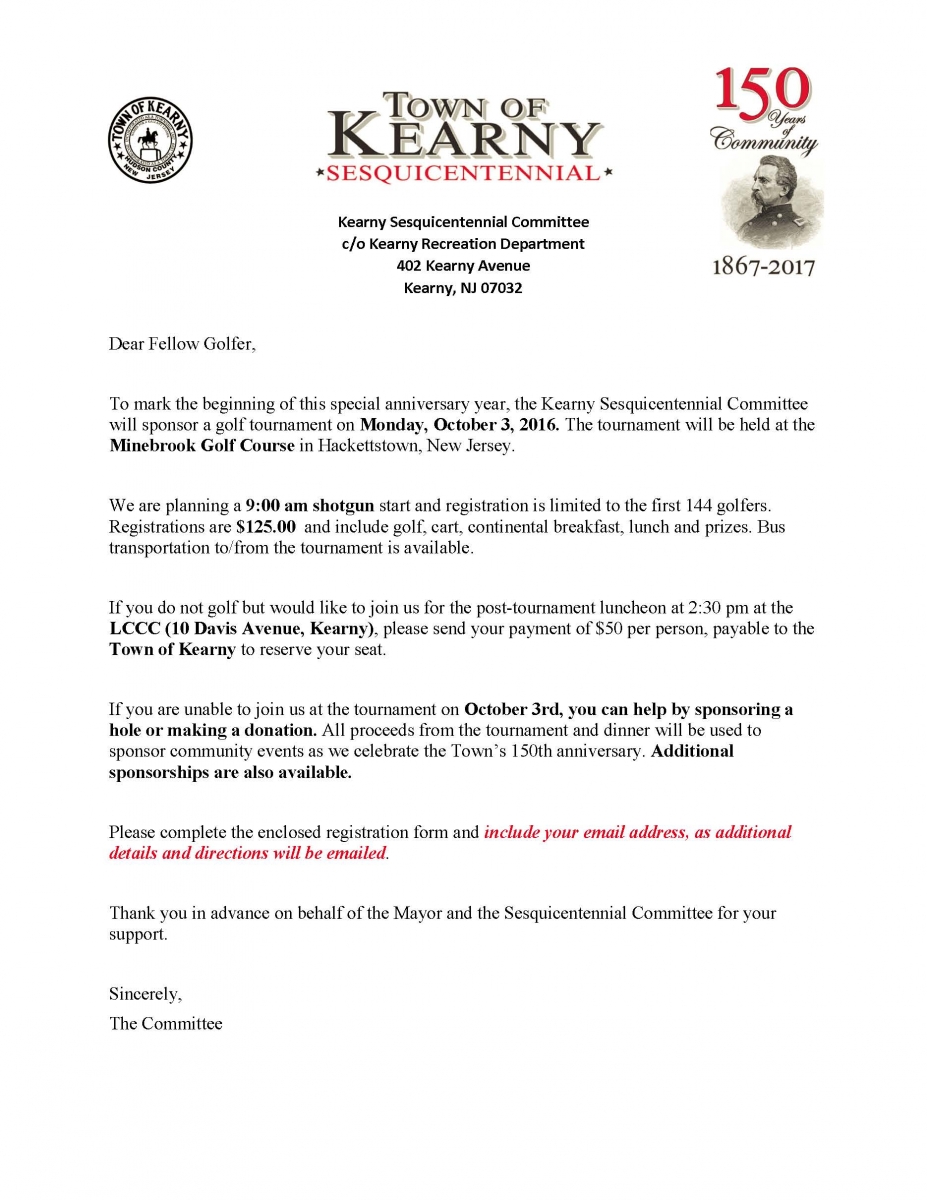 TOWN OF KEARNY
HUDSON COUNTY
NEW JERSEY
TOWN OF
KEARNY
SESQUICENTENNIAL
150
Years
of
Community
1867-2017
Kearny Sesquicentennial Committee
c/o Kearny Recreation Department
402 Kearny Avenue
Kearny, NJ 07032
Dear Fellow Golfer,
To mark the beginning of this special anniversary year, the Kearny Sesquicentennial Committee
will sponsor a golf tournament on Monday, October 3, 2016. The tournament will be held at the
Minebrook Golf Course in Hackettstown, New Jersey.
We are planning a 9:00 am shotgun start and registration is limited to the first 144 golfers.
Registrations are $125.00 and include golf, cart, continental breakfast, lunch and prizes. Bus
transportation to/from the tournament is available.
If you do not golf but would like to join us for the post-tournament luncheon at 2:30 pm at the
LCCC (10 Davis Avenue, Kearny), please send your payment of $50 per person, payable to the
Town of Kearny to reserve your seat.
If you are unable to join us at the tournament on October 3rd, you can help by sponsoring a
hole or making a donation. All proceeds from the tournament and dinner will be used to
sponsor community events as we celebrate the Town’s 150th anniversary. Additional
sponsorships are also available.
Please complete the enclosed registration form and include your email address, as additional
details and directions will be emailed.
Thank you in advance on behalf of the Mayor and the Sesquicentennial Committee for your
support.
Sincerely,
The Committee